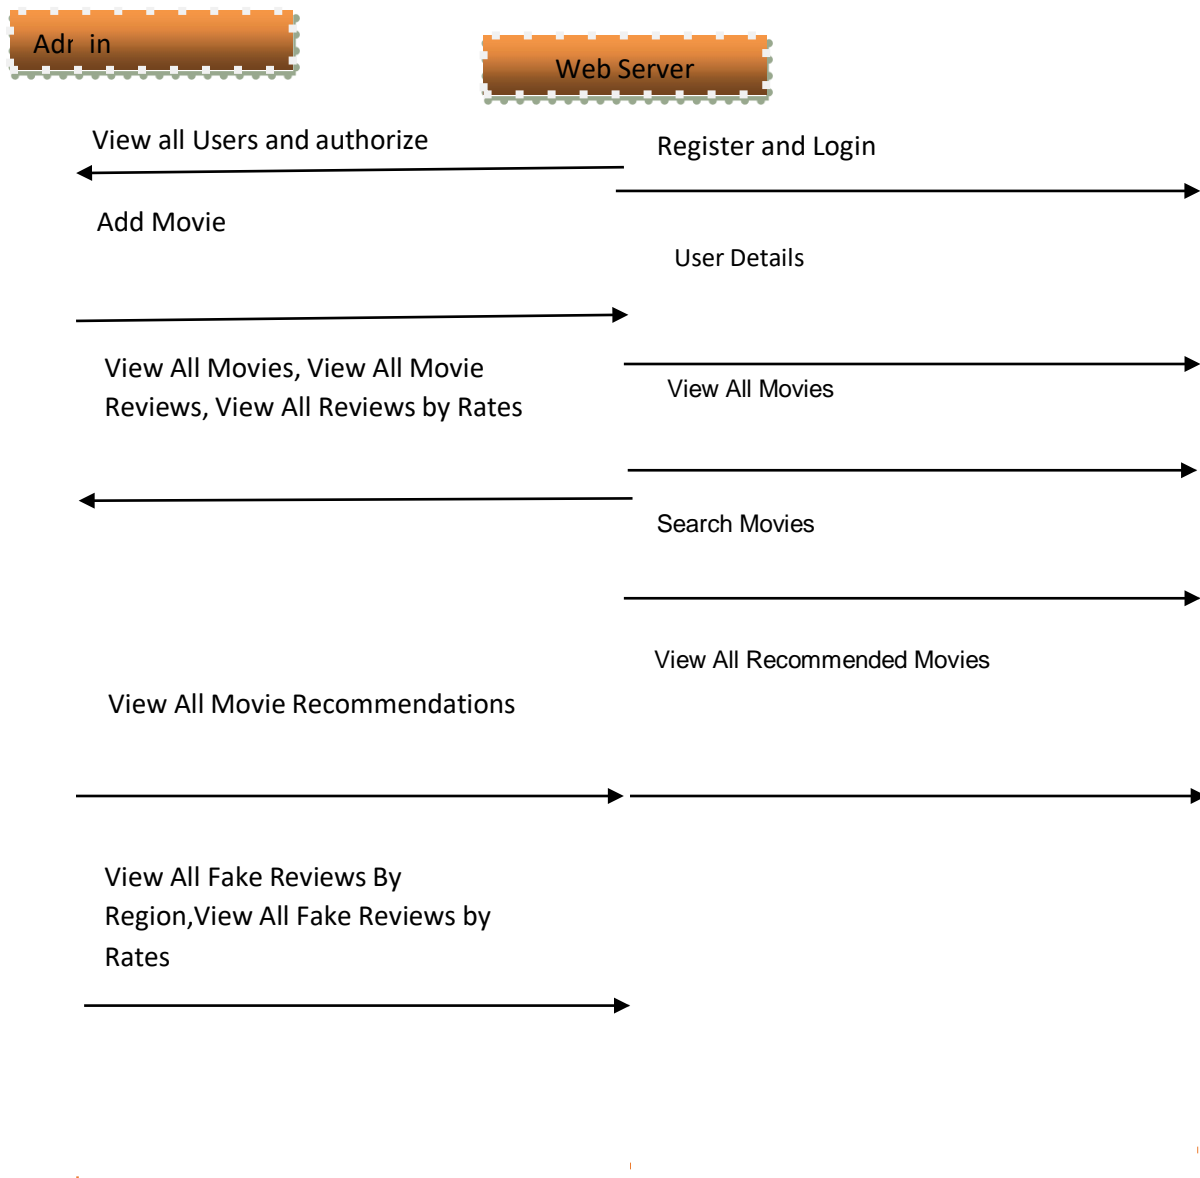 Adr in
Web Server
View all Users and authorize
Register and Login
Add Movie
User Details
View All Movies, View All Movie
Reviews, View All Reviews by Rates
View All Movies
Search Movies
View All Recommended Movies
View All Movie Recommendations
View All Fake Reviews By
Region,View All Fake Reviews by
Rates